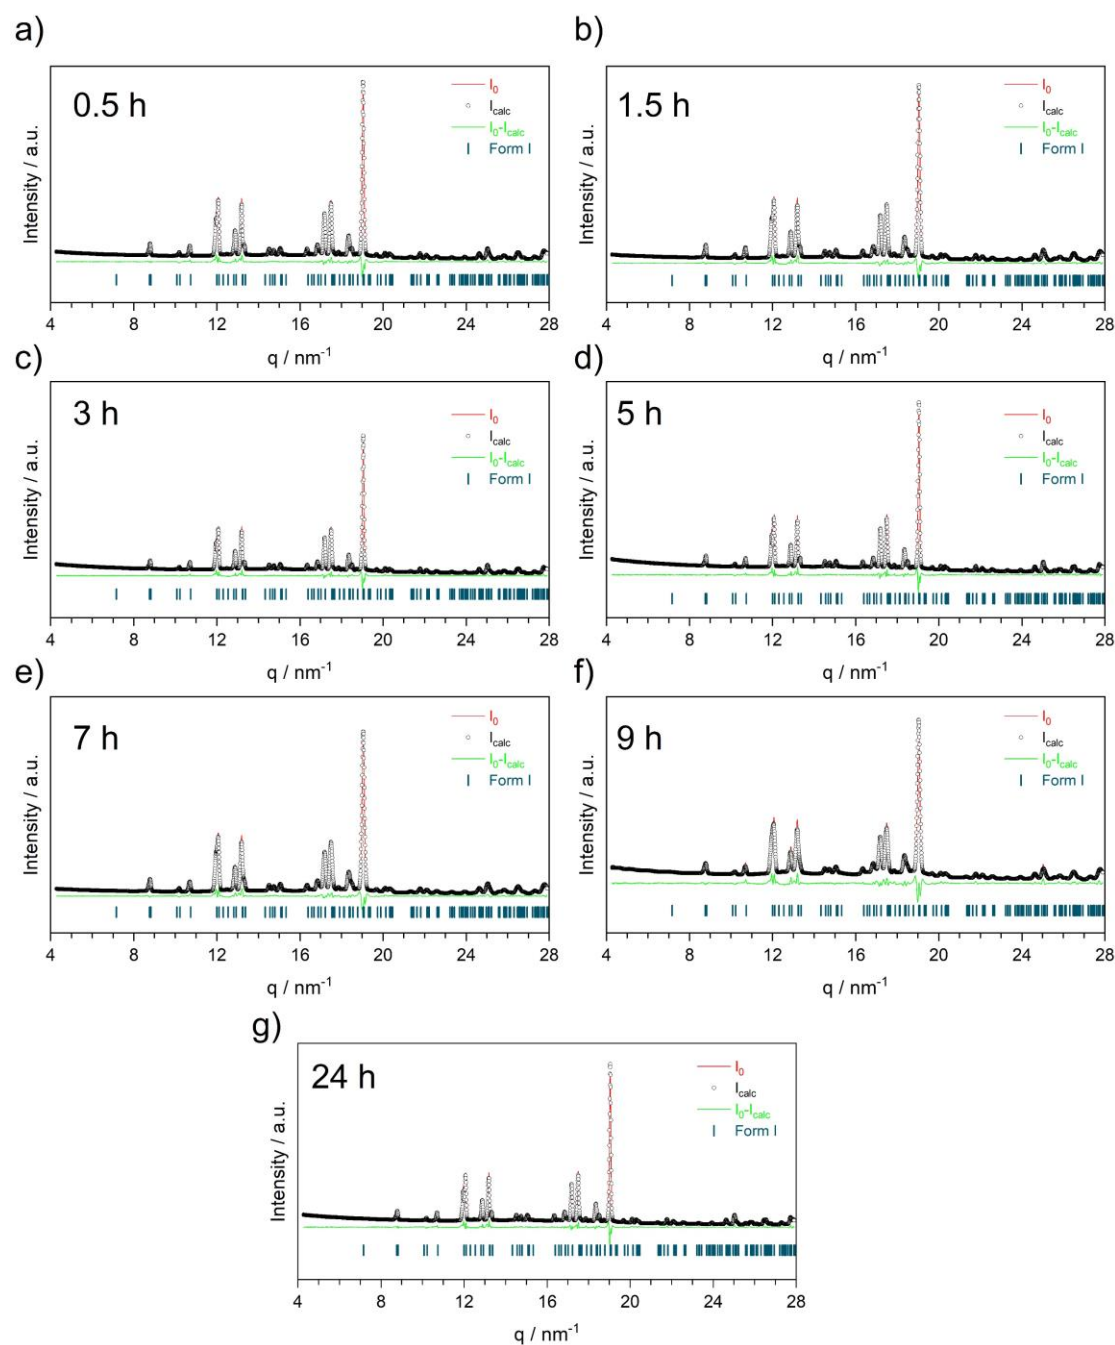 a)
0.5 h
I0
Icalc
I0-Icalc
Form I
Intensity / a.u.
4 8 12 16 20 24 28
q / nm-1
b)
1.5 h
I0
Icalc
I0-Icalc
Form I
Intensity / a.u.
4 8 12 16 20 24 28
q / nm-1
c)
3 h
I0
Icalc
I0-Icalc
Form I
Intensity / a.u.
4 8 12 16 20 24 28
q / nm-1
d)
5 h
I0
Icalc
I0-Icalc
Form I
Intensity / a.u.
4 8 12 16 20 24 28
q / nm-1
e)
7 h
I0
Icalc
I0-Icalc
Form I
Intensity / a.u.
4 8 12 16 20 24 28
q / nm-1
f)
9 h
I0
Icalc
I0-Icalc
Form I
Intensity / a.u.
4 8 12 16 20 24 28
q / nm-1
g)
24 h
I0
Icalc
I0-Icalc
Form I
Intensity / a.u.
4 8 12 16 20 24 28
q / nm-1